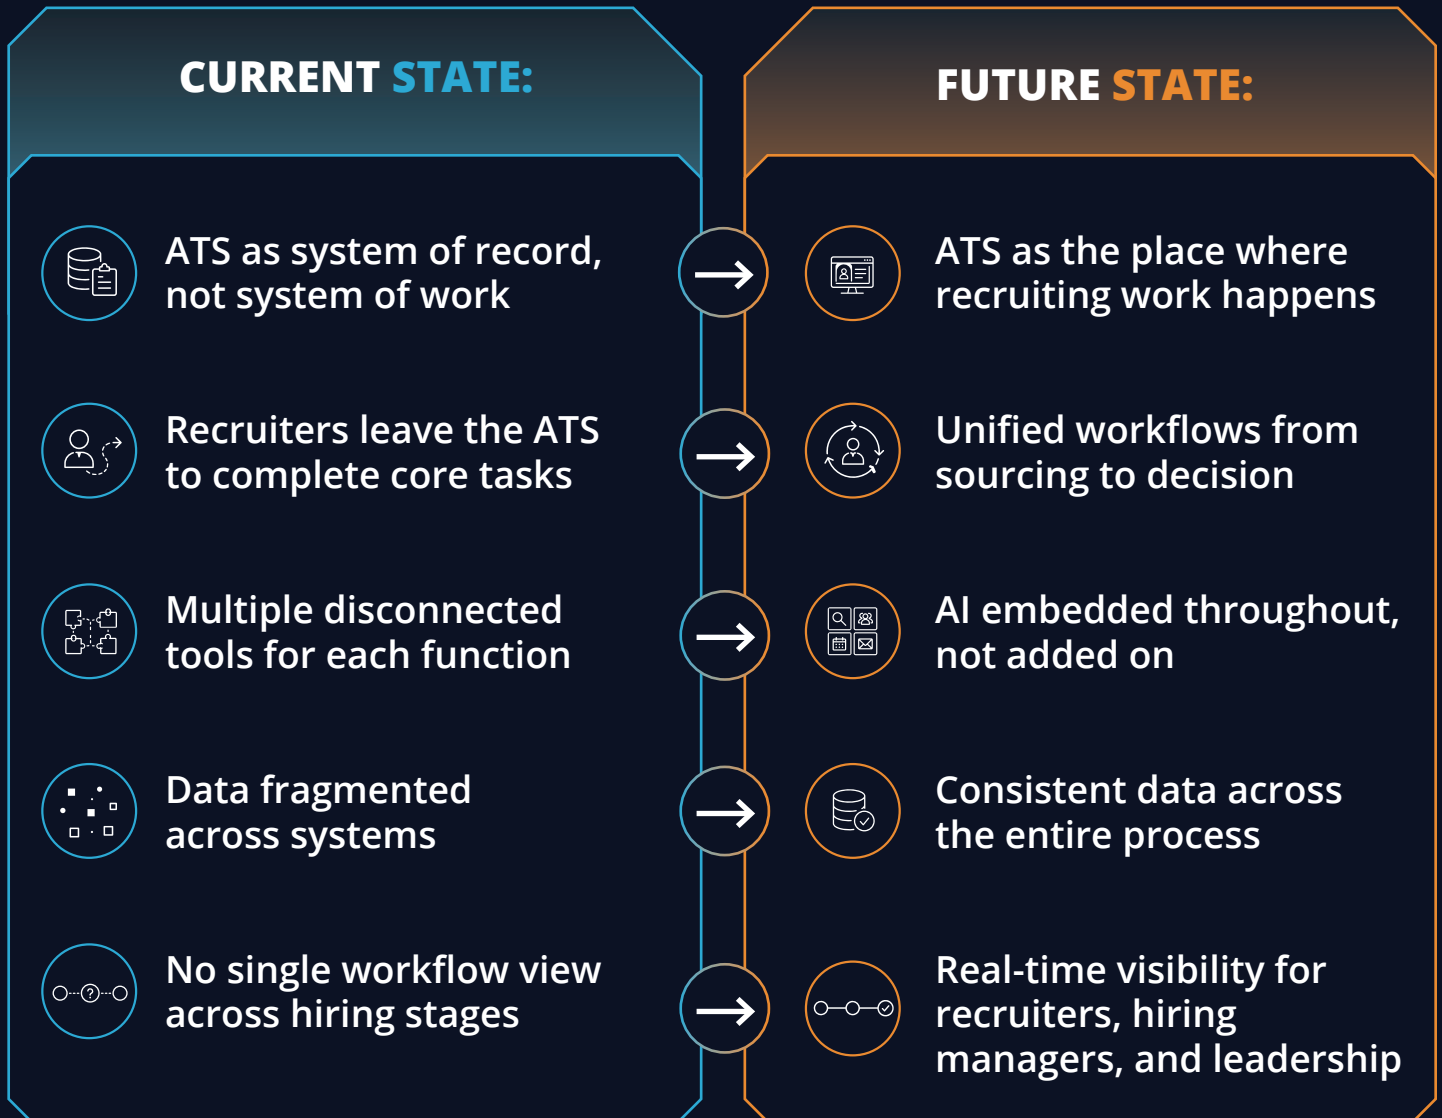 CURRENT STATE:
FUTURE STATE:
ATS as system of record,
not system of work
ATS as the place where
recruiting work happens
Recruiters leave the ATS
to complete core tasks
Unified workflows from
sourcing to decision
Multiple disconnected
tools for each function
AI embedded throughout,
not added on
Data fragmented
across systems
Consistent data across
the entire process
?
No single workflow view
across hiring stages
Real-time visibility for
recruiters, hiring
managers, and leadership